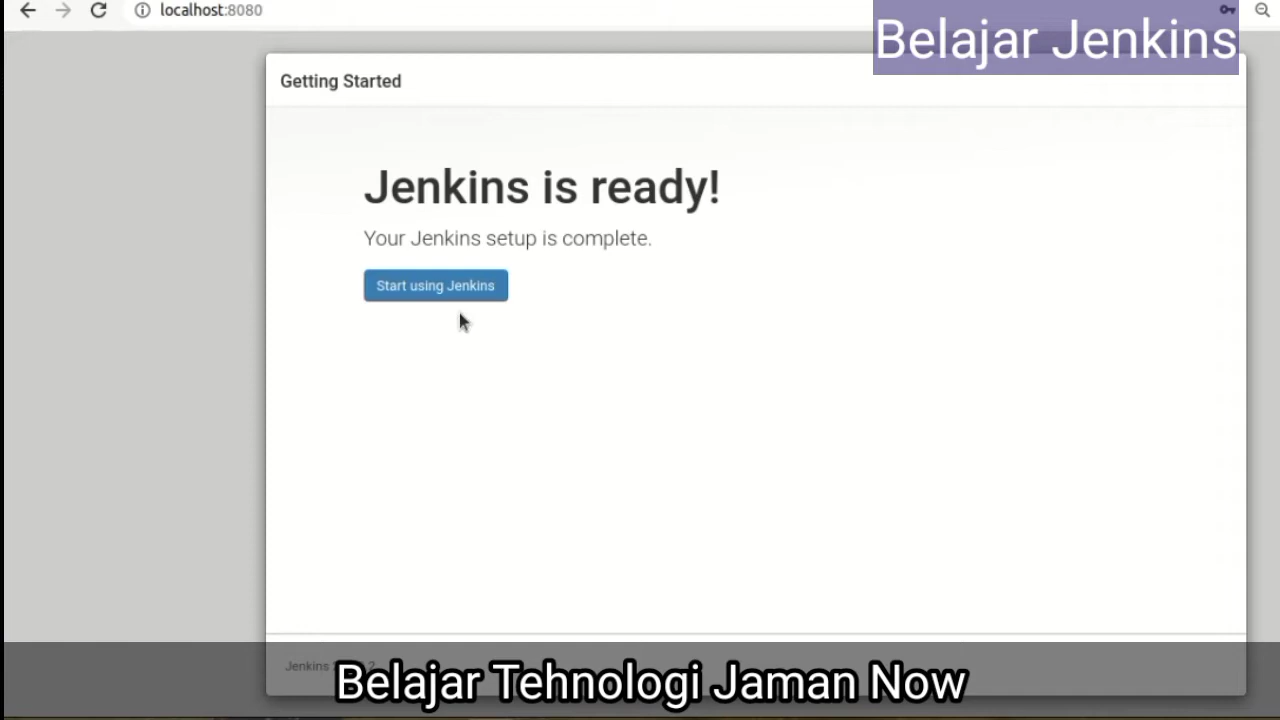 localhost:8080
Belajar Jenkins
Getting Started
Jenkins is ready!
Your Jenkins setup is complete.
Start using Jenkins
Jenkins
Belajar Tehnologi Jaman Now